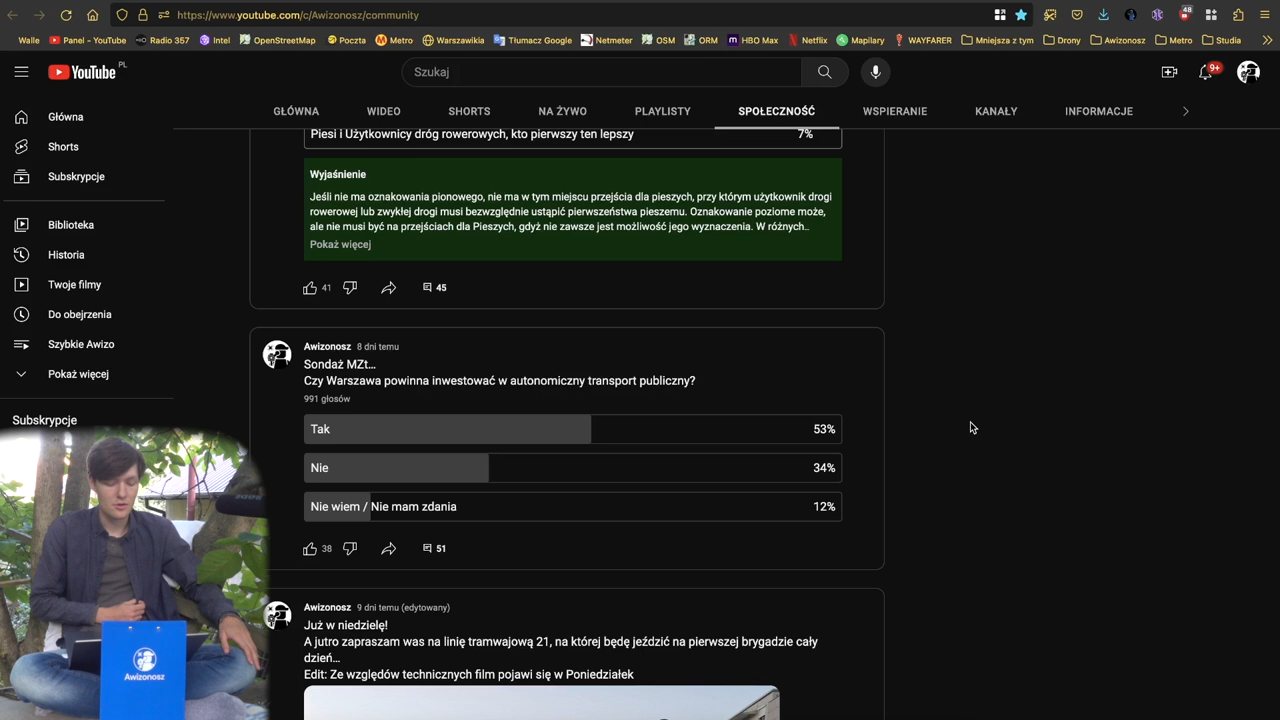 https://www.youtube.com/c/Awizonosz/community
48
Walle
Panel - YouTube
Radio 357
Intel
OpenStreetMap
Poczta
Metro
Warszawikia
Tłumacz Google
Netmeter
OSM
ORM
HBO Max
Netflix
Mapilary
WAYFARER
Mniejsza z tym
Drony
Awizonosz
Metro
Studia
YouTube PL
Szukaj
9+
GŁÓWNA
WIDEO
SHORTS
NA ŻYWO
PLAYLISTY
SPOŁECZNOŚĆ
WSPIERANIE
KANAŁY
INFORMACJE
Główna
Shorts
Subskrypcje
Biblioteka
Historia
Twoje filmy
Do obejrzenia
Szybkie Awizo
Pokaż więcej
Subskrypcje
Piesi i Użytkownicy dróg rowerowych, kto pierwszy ten lepszy 7%
Wyjaśnienie
Jeśli nie ma oznakowania pionowego, nie ma w tym miejscu przejścia dla pieszych, przy którym użytkownik drogi
rowerowej lub zwykłej drogi musi bezwzględnie ustąpić pierwszeństwa pieszemu. Oznakowanie poziome może,
ale nie musi być na przejściach dla Pieszych, gdyż nie zawsze jest możliwość jego wyznaczenia. W różnych...
Pokaż więcej
41
45
Awizonosz 8 dni temu
Sondaż MZt...
Czy Warszawa powinna inwestować w autonomiczny transport publiczny?
991 głosów
Tak 53%
Nie 34%
Nie wiem / Nie mam zdania 12%
38
51
Awizonosz 9 dni temu (edytowany)
Już w niedzielę!
A jutro zapraszam was na linię tramwajową 21, na której będę jeździć na pierwszej brygadzie cały
dzień...
Edit: Ze względów technicznych film pojawi się w Poniedziałek
Awizonosz